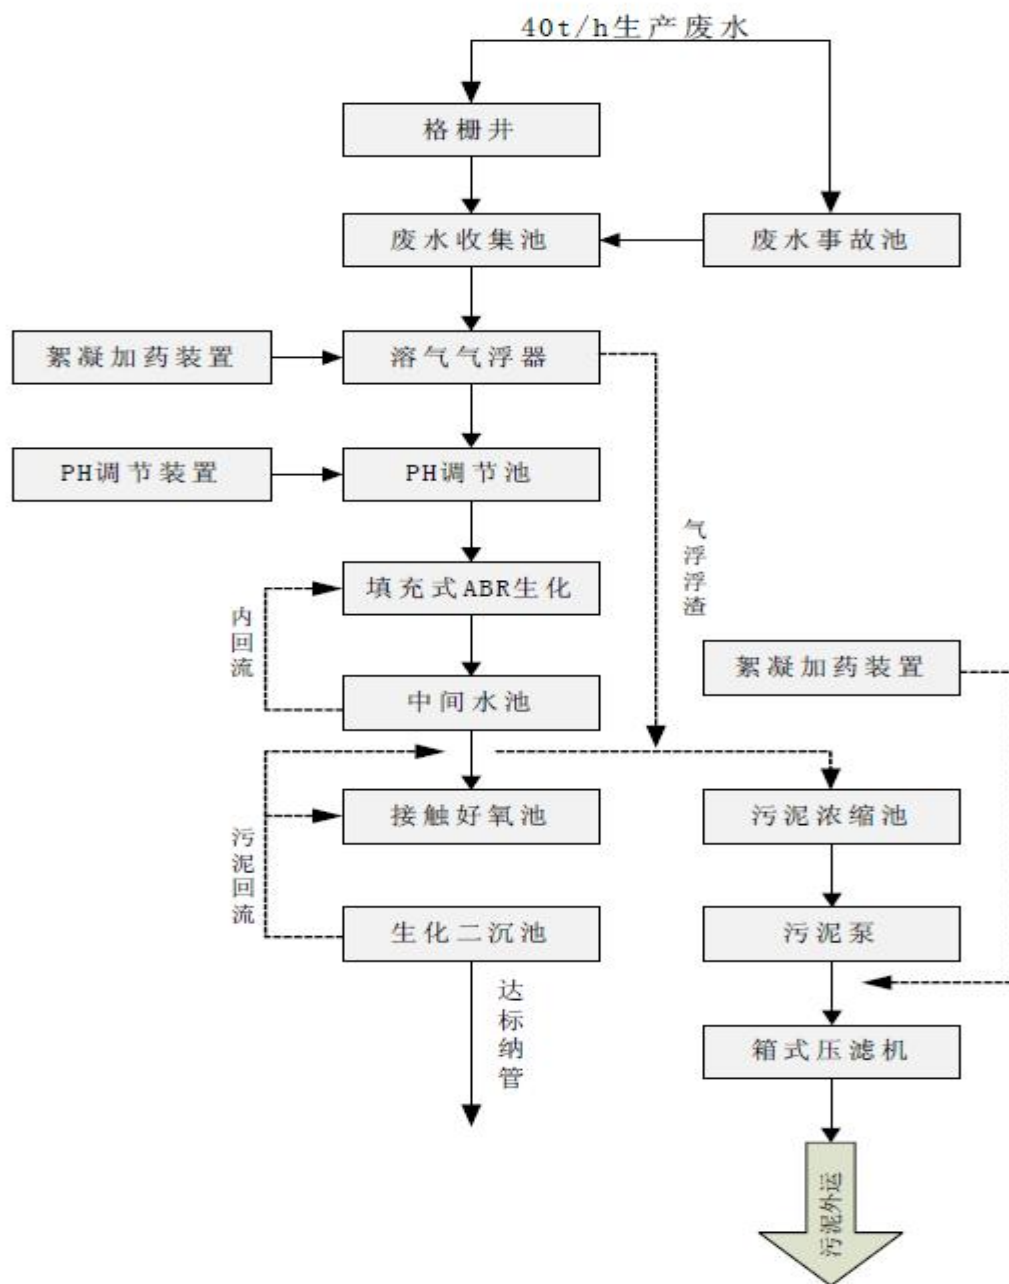 40t/h生产废水
格栅井
废水收集池
废水事故池
絮凝加药装置
溶气气浮器
PH调节装置
PH调节池
气浮浮渣
填充式ABR生化
内回流
絮凝加药装置
中间水池
接触好氧池
污泥浓缩池
污泥回流
生化二沉池
污泥泵
达标纳管
箱式压滤机
污泥外运